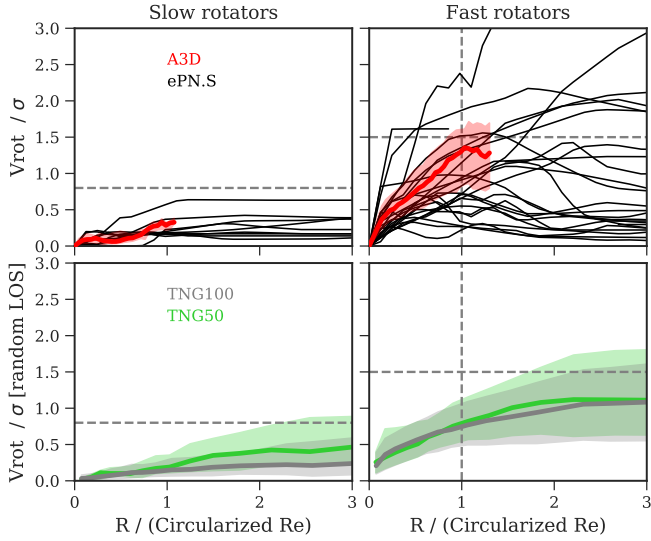 Slow rotators
Fast rotators
3.0
2.5
2.0
1.5
1.0
0.5
0.0
Vrot / σ
A3D
ePN.S
3.0
2.5
2.0
1.5
1.0
0.5
0.0
Vrot / σ [random LOS]
TNG100
TNG50
0 1 2 3
0 1 2 3
R / (Circularized Re)
R / (Circularized Re)